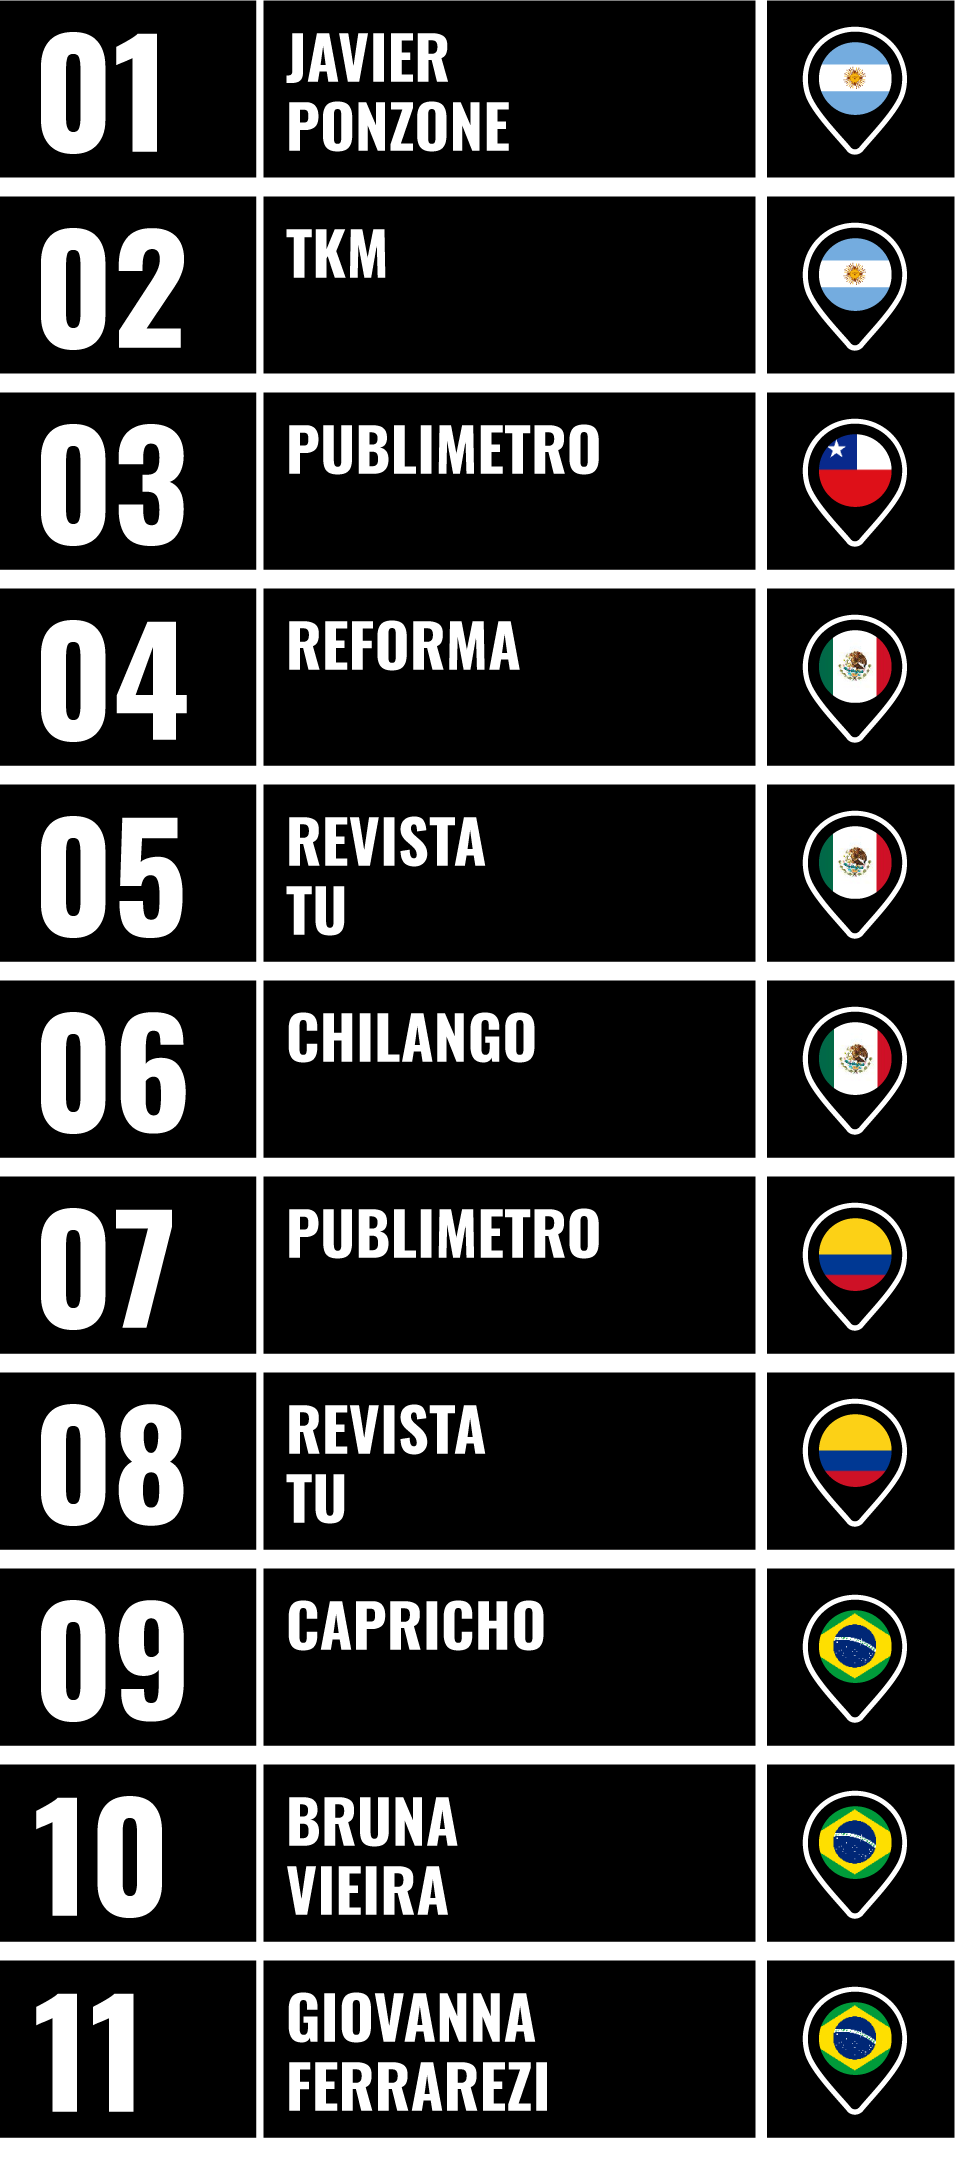 01
JAVIER
PONZONE
02
TKM
03
PUBLIMETRO
04
REFORMA
05
REVISTA
TU
06
CHILANGO
07
PUBLIMETRO
08
REVISTA
TU
09
CAPRICHO
10
BRUNA
VIEIRA
11
GIOVANNA
FERRAREZI